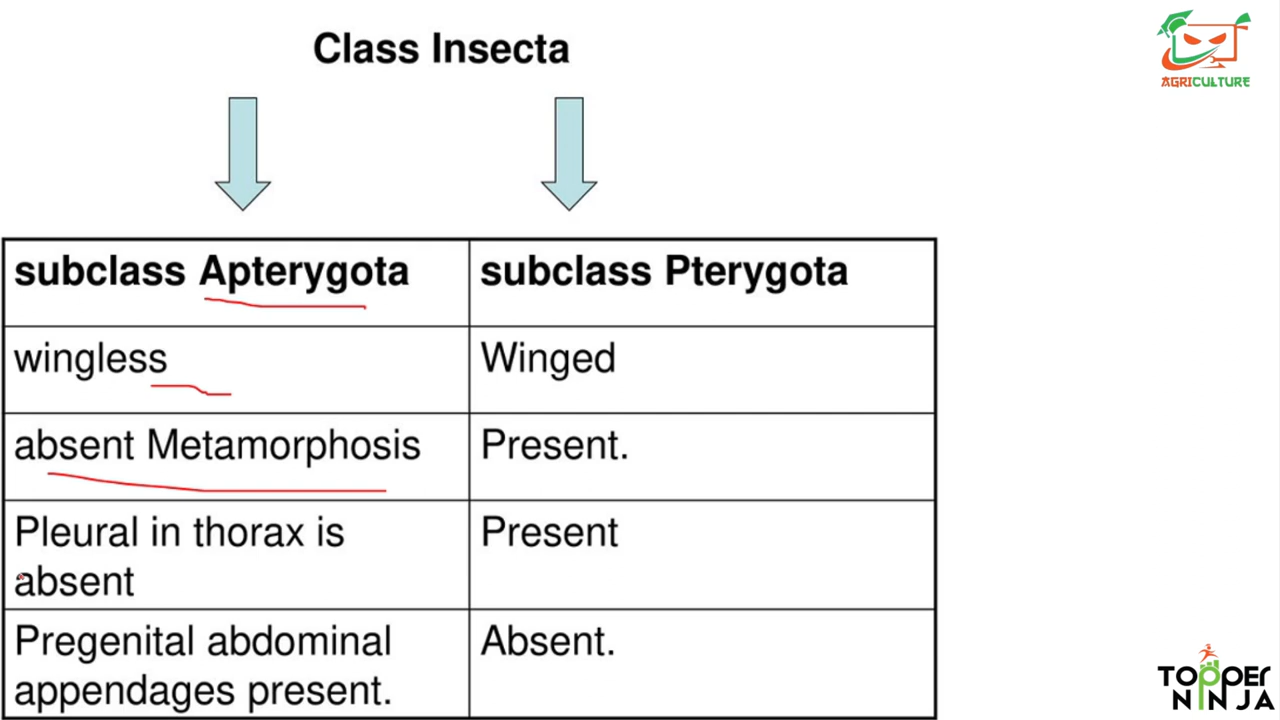 Class Insecta
AGRICULTURE
subclass Apterygota
subclass Pterygota
wingless
Winged
absent Metamorphosis
Present.
Pleural in thorax is
absent
Present
Pregenital abdominal
appendages present.
Absent.
TOPPER
NINJA